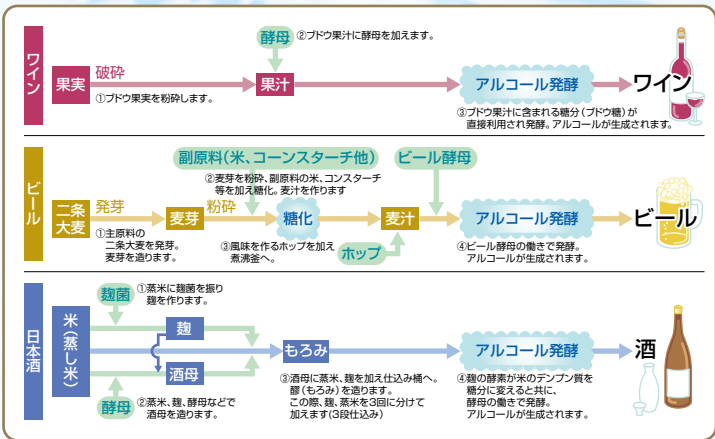 ワイン
果実
破砕
①ブドウ果実を粉砕します。
酵母
②ブドウ果汁に酵母を加えます。
果汁
アルコール発酵
③ブドウ果汁に含まれる糖分(ブドウ糖)が
直接利用され発酵。アルコールが生成されます。
ワイン
ビール
二条
大麦
発芽
①主原料の
二条大麦を発芽。
麦芽を造ります。
麦芽
粉砕
副原料(米、コーンスターチ他)
②麦芽を粉砕、副原料の米、コンスターチ
等を加え糖化。麦汁を作ります
糖化
③風味を作るホップを加え
煮沸釜へ。
ホップ
麦汁
ビール酵母
アルコール発酵
④ビール酵母の働きで発酵。
アルコールが生成されます。
ビール
日本酒
米(蒸し米)
麹菌
①蒸米に麹菌を振り
麹を作ります。
麹
酒母
酵母
②蒸米、麹、酵母などで
酒母を造ります。
もろみ
③酒母に蒸米、麹を加え仕込み桶へ。
醪(もろみ)を造ります。
この際、麹、蒸米を3回に分けて
加えます(3段仕込み)
アルコール発酵
④麹の酵素が米のデンプン質を
糖分に変えると共に、
酵母の働きで発酵。
アルコールが生成されます。
酒